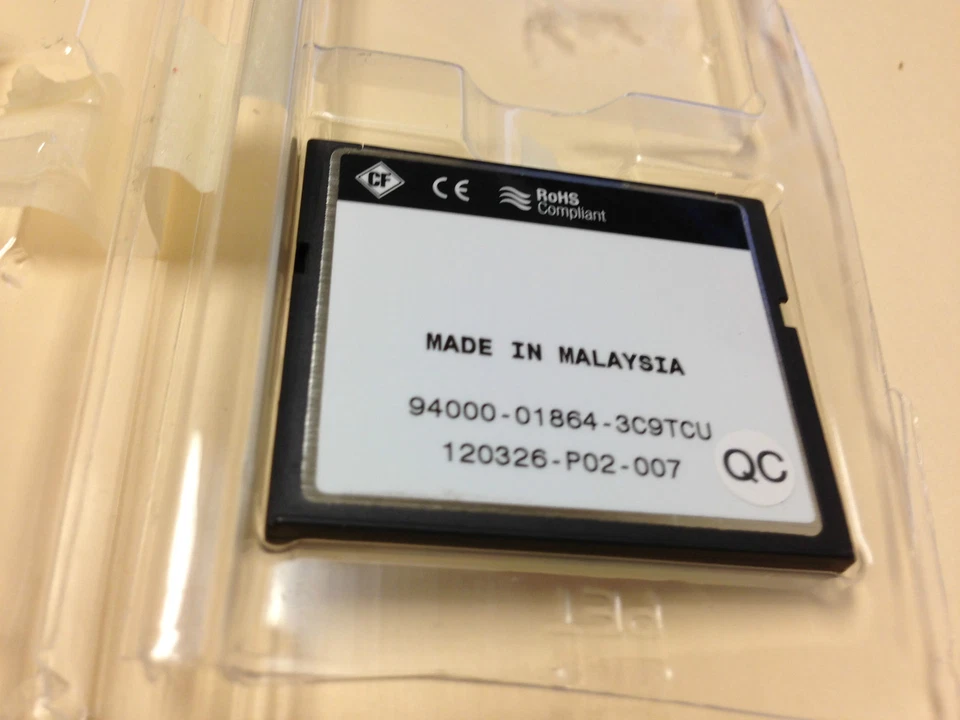 CF CE RoHS
Compliant
MADE IN MALAYSIA
94000-01864-3C9TCU
120326-P02-007
QC